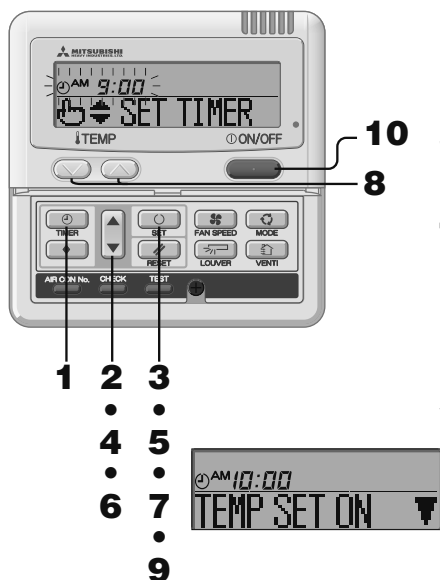 MITSUBISHI
HEAVY INDUSTRIES, LTD.
AM 9:00
SET TIMER
TEMP
ON/OFF
10
8
TIMER
SET
FAN SPEED
MODE
RESET
LOUVER
VENTI
AIR CON No.
CHECK
TEST
1 2 3
• •
4 5
• •
6 7
•
9
AM 10:00
TEMP SET ON